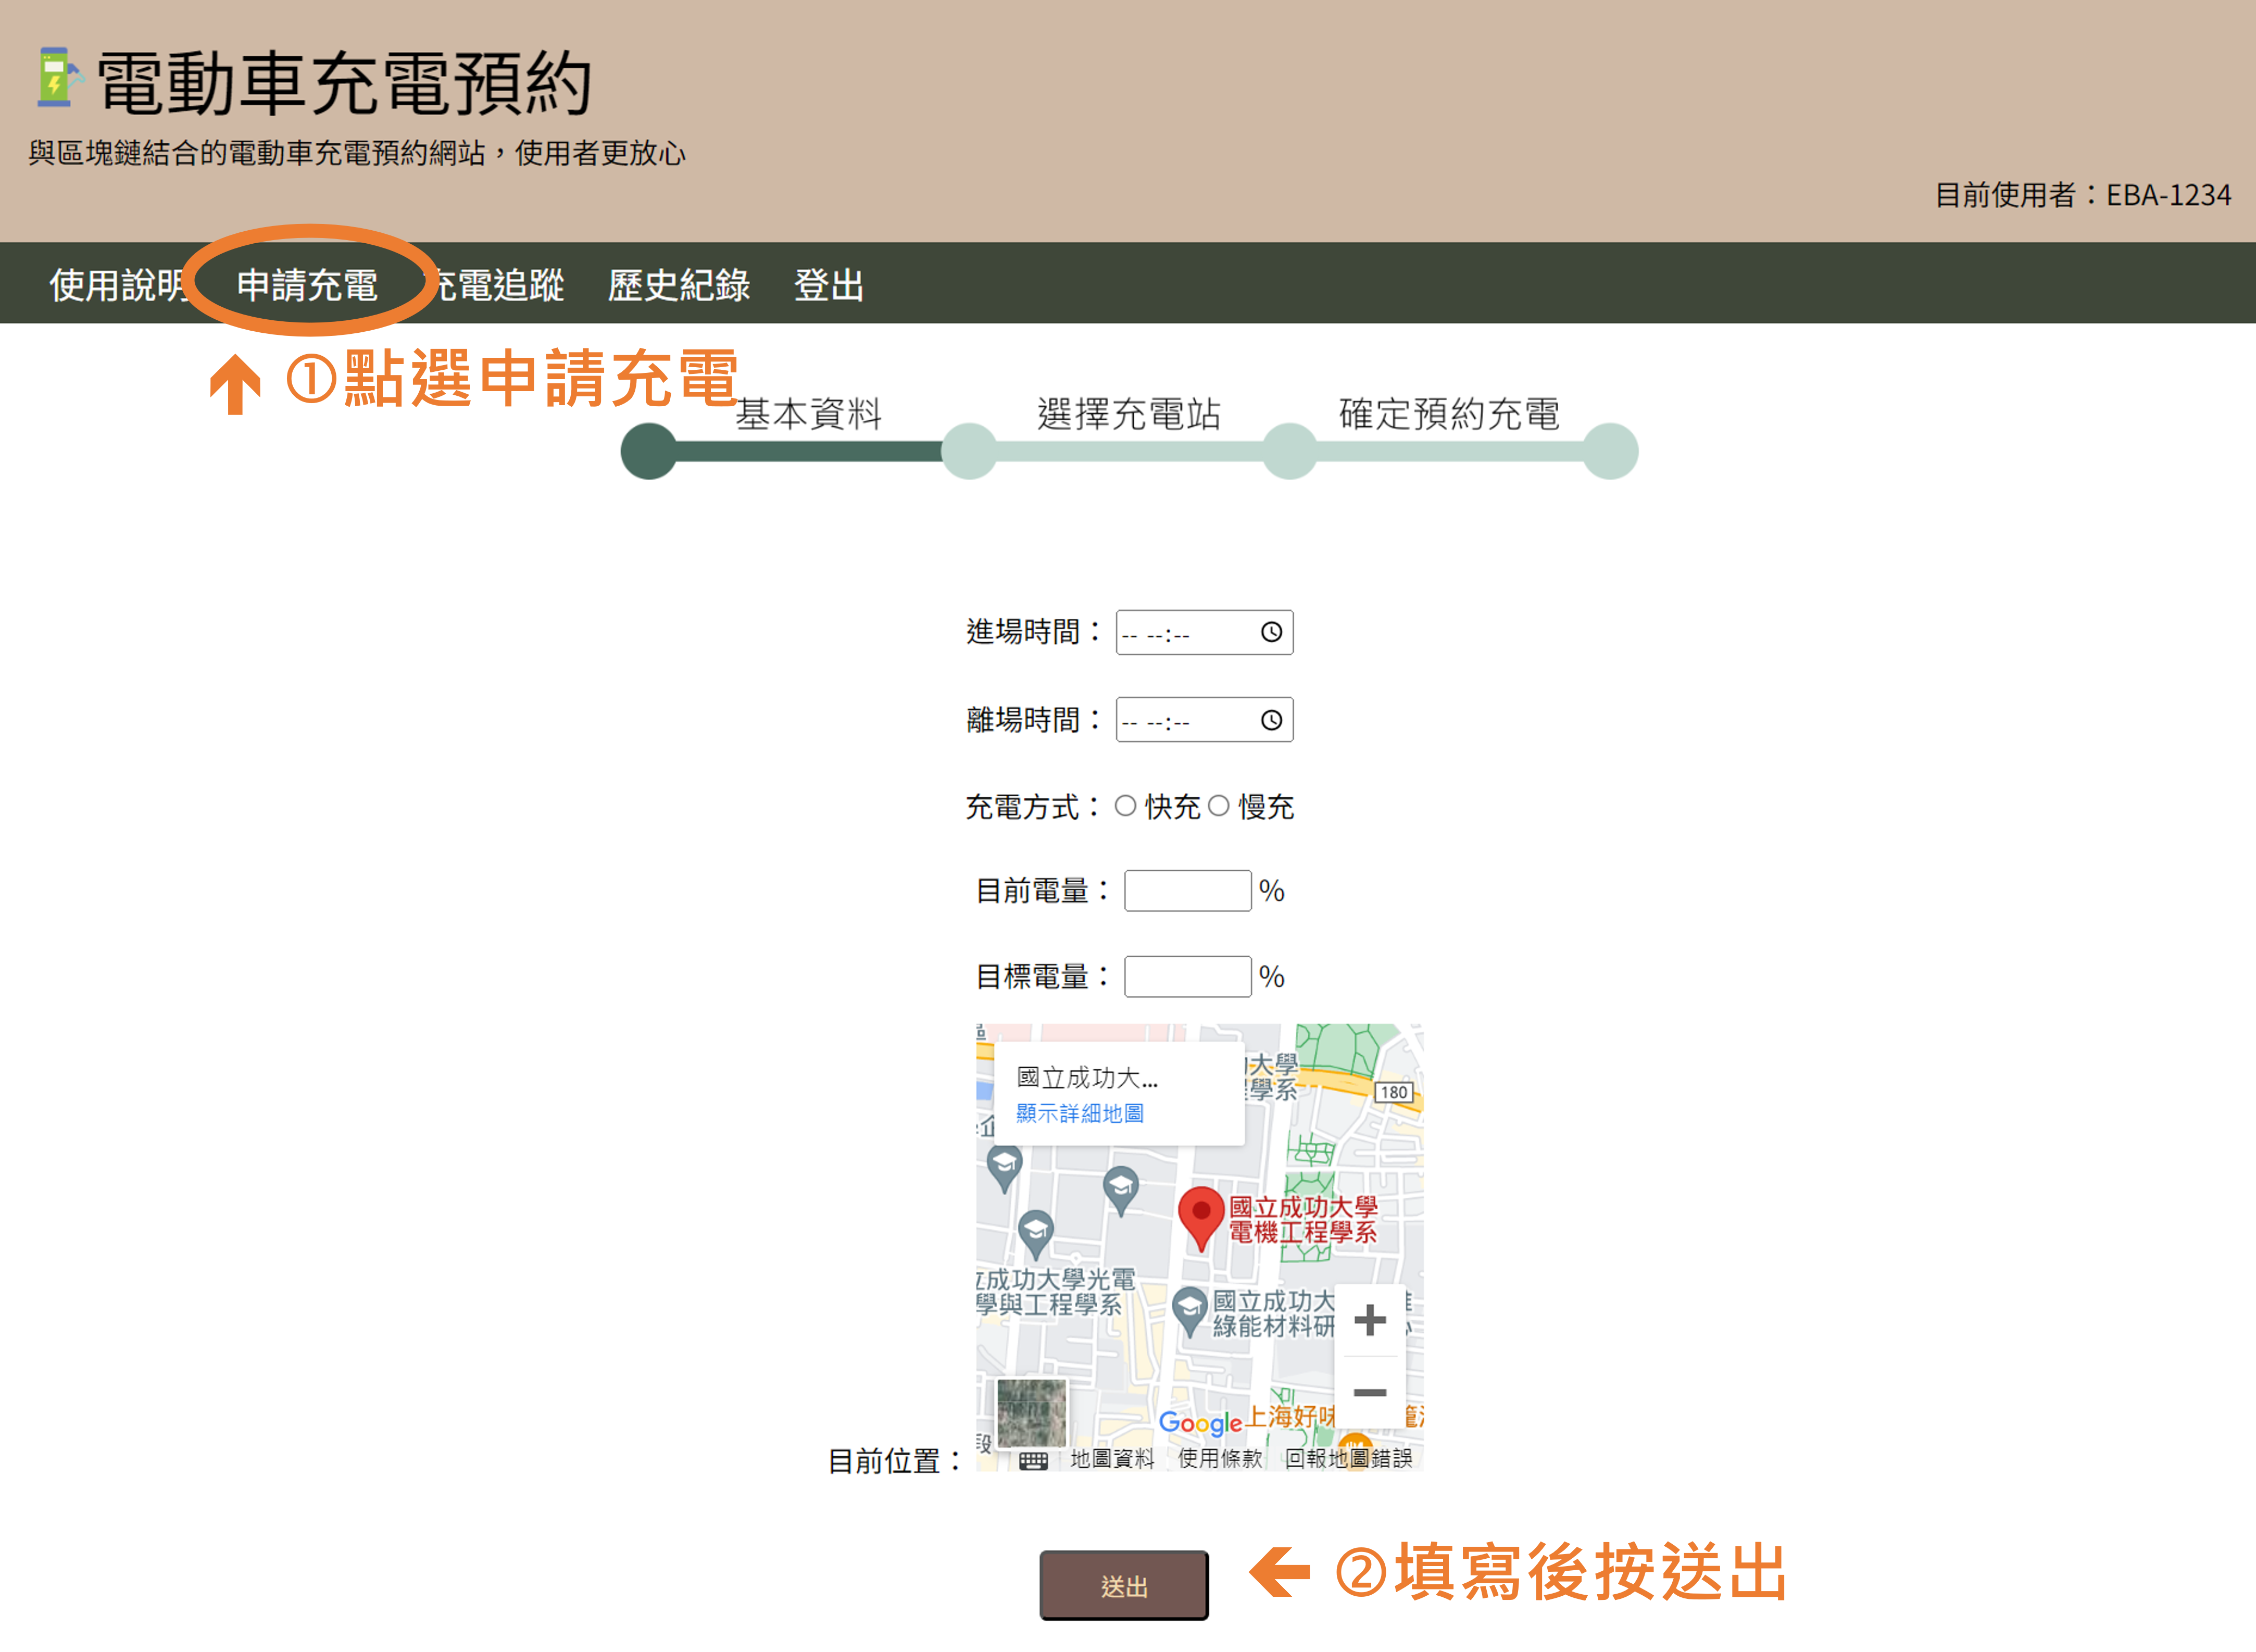 電動車充電預約
與區塊鏈結合的電動車充電預約網站，使用者更放心
目前使用者：EBA-1234
使用說明 申請充電 充電追蹤 歷史紀錄 登出
①點選申請充電
基本資料 選擇充電站 確定預約充電
進場時間： -- --:--
離場時間： -- --:--
充電方式： 快充 慢充
目前電量： %
目標電量： %
國立成功大...
顯示詳細地圖
大學
學系
180
國立成功大學
電機工程學系
成功大學光電
學與工程學系
國立成功大
綠能材料研
Google
上海好味
地圖資料 使用條款 回報地圖錯誤
目前位置：
送出
②填寫後按送出